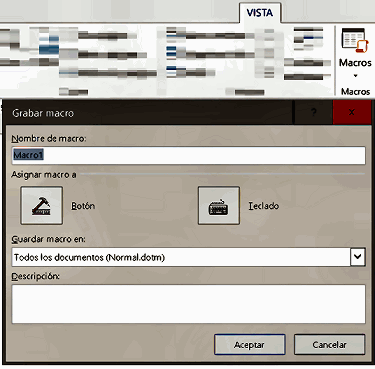 VISTA
Macros
Macros
Grabar macro
?
x
Nombre de macro:
Macro1
Asignar macro a
Botón
Teclado
Guardar macro en:
Todos los documentos (Normal.dotm)
Descripción:
Aceptar
Cancelar